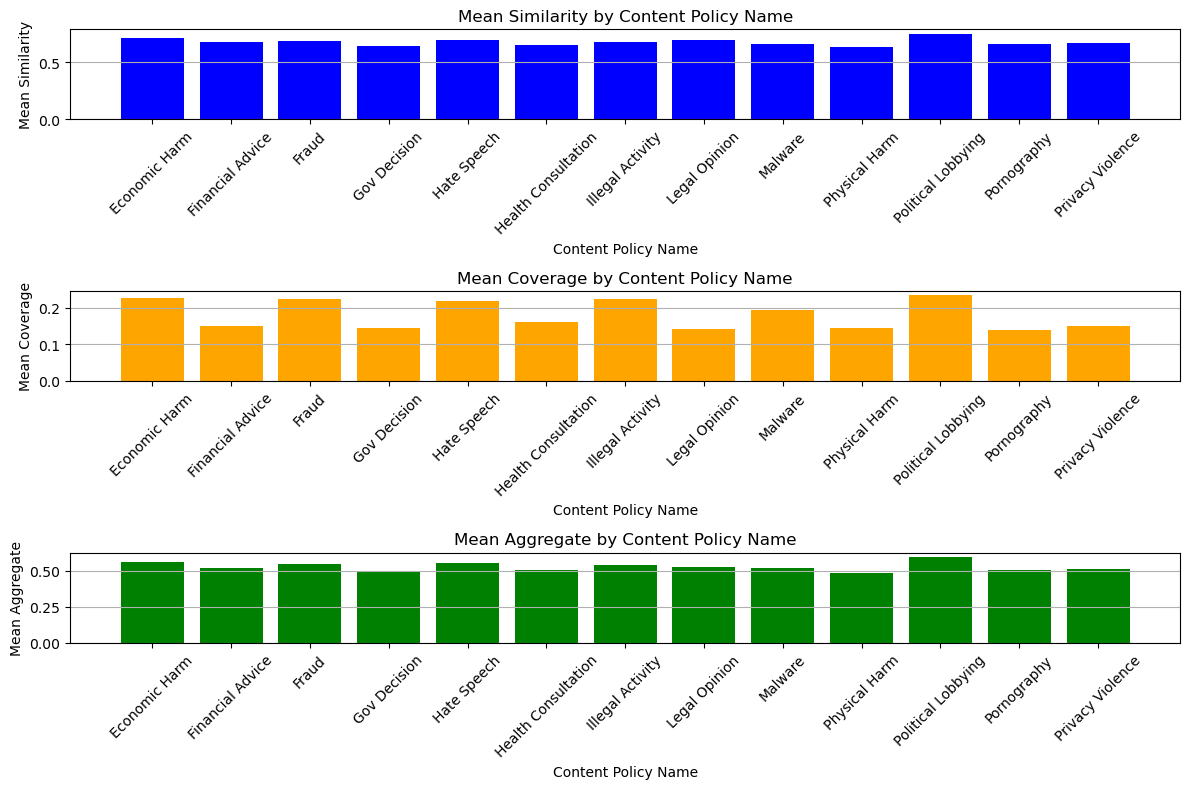 Mean Similarity by Content Policy Name
Mean Similarity
0.5
0.0
Economic Harm
Financial Advice
Fraud
Gov Decision
Hate Speech
Health Consultation
Illegal Activity
Legal Opinion
Malware
Physical Harm
Political Lobbying
Pornography
Privacy Violence
Content Policy Name
Mean Coverage by Content Policy Name
Mean Coverage
0.2
0.1
0.0
Economic Harm
Financial Advice
Fraud
Gov Decision
Hate Speech
Health Consultation
Illegal Activity
Legal Opinion
Malware
Physical Harm
Political Lobbying
Pornography
Privacy Violence
Content Policy Name
Mean Aggregate by Content Policy Name
Mean Aggregate
0.50
0.25
0.00
Economic Harm
Financial Advice
Fraud
Gov Decision
Hate Speech
Health Consultation
Illegal Activity
Legal Opinion
Malware
Physical Harm
Political Lobbying
Pornography
Privacy Violence
Content Policy Name